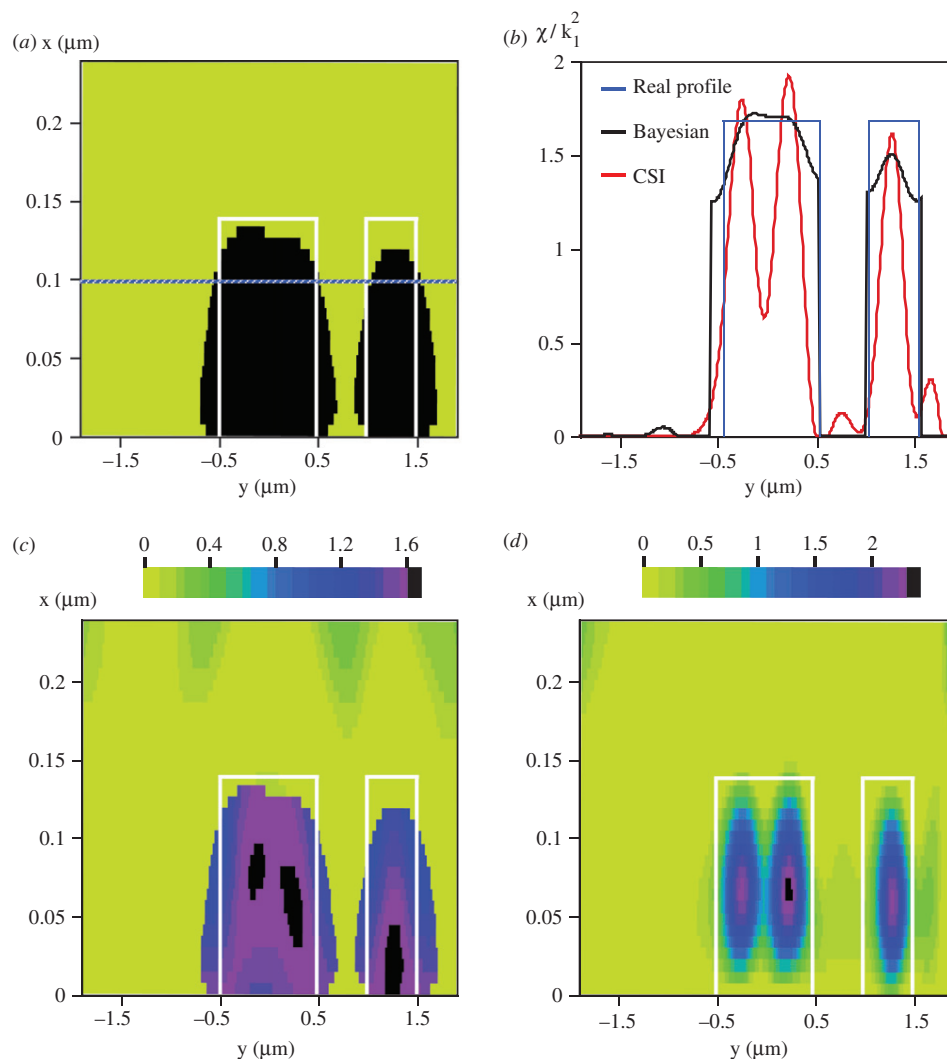 (a) x (μm)
0.2
0.15
0.1
0.05
0
–1.5 –0.5 0.5 1.5
y (μm)
(b) χ/k₁²
2
Real profile
Bayesian
CSI
1.5
1
0.5
0
–1.5 –0.5 0.5 1.5
y (μm)
(c)
0 0.4 0.8 1.2 1.6
x (μm)
0.2
0.15
0.1
0.05
0
–1.5 –0.5 0.5 1.5
y (μm)
(d)
0 0.5 1 1.5 2
x (μm)
0.2
0.15
0.1
0.05
0
–1.5 –0.5 0.5 1.5
y (μm)